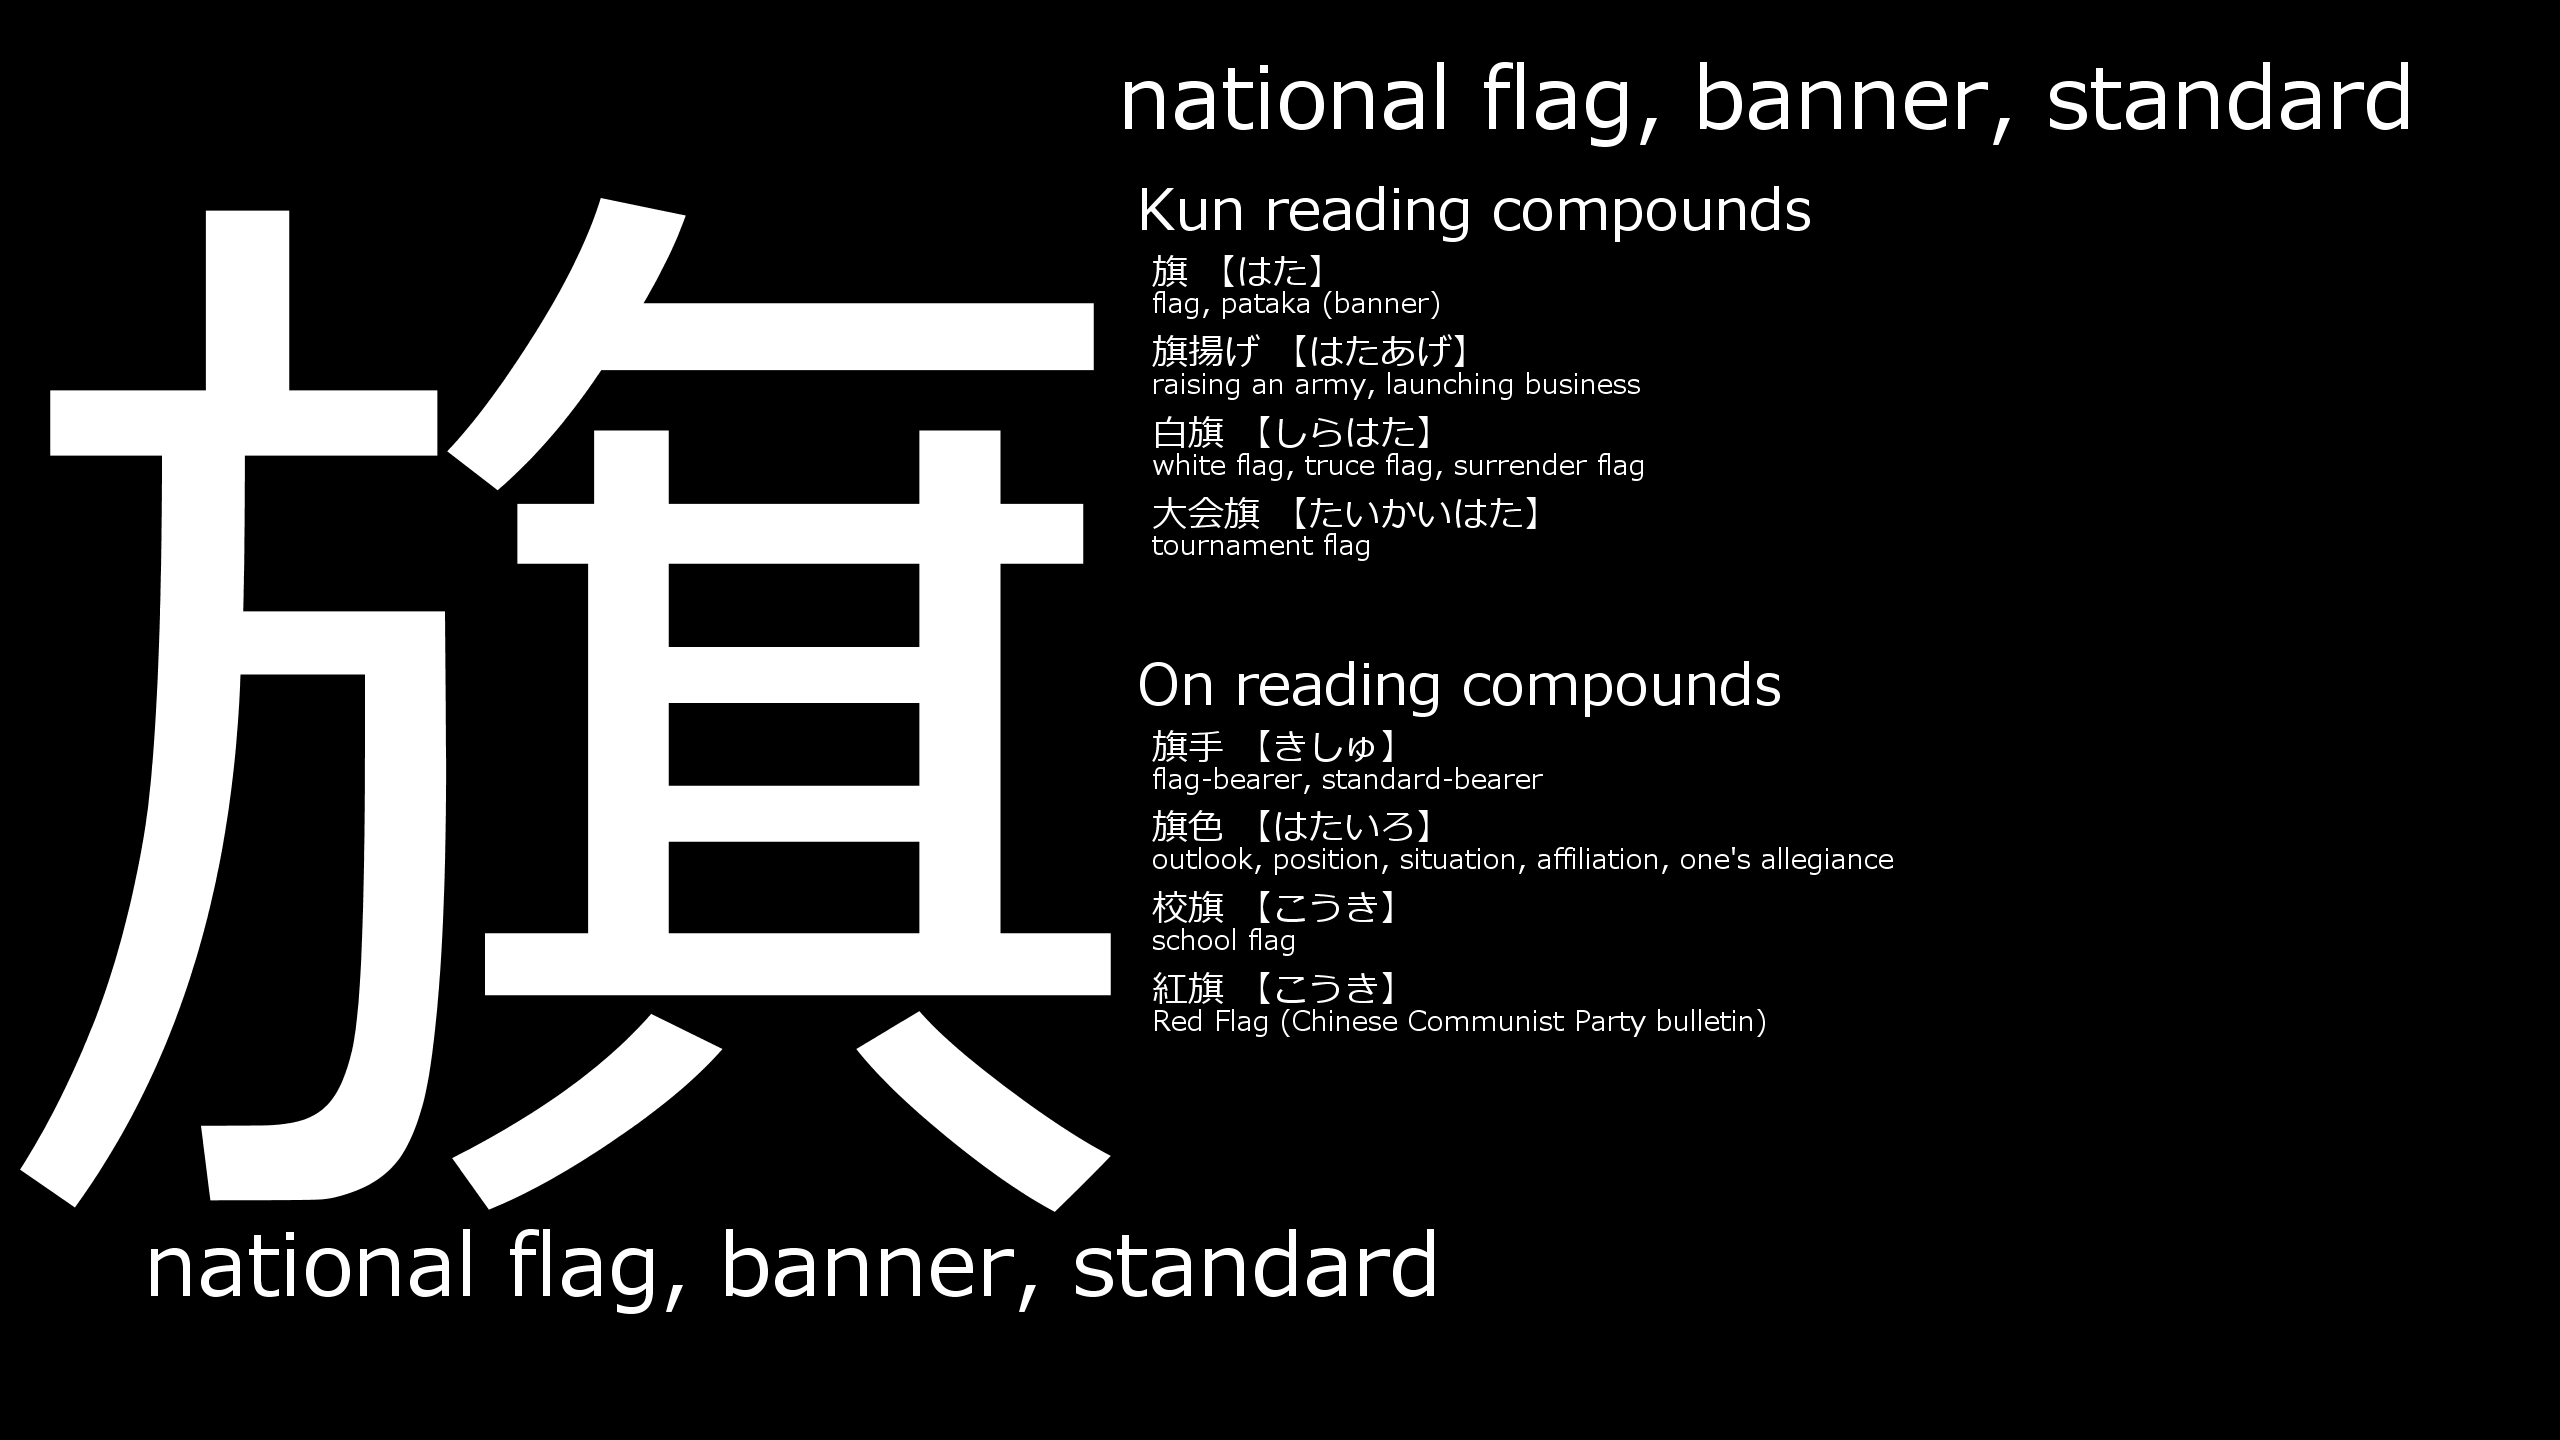 旗
national flag, banner, standard
national flag, banner, standard
Kun reading compounds
旗 【はた】
flag, pataka (banner)
旗揚げ 【はたあげ】
raising an army, launching business
白旗 【しらはた】
white flag, truce flag, surrender flag
大会旗 【たいかいはた】
tournament flag
On reading compounds
旗手 【きしゅ】
flag-bearer, standard-bearer
旗色 【はたいろ】
outlook, position, situation, affiliation, one's allegiance
校旗 【こうき】
school flag
紅旗 【こうき】
Red Flag (Chinese Communist Party bulletin)